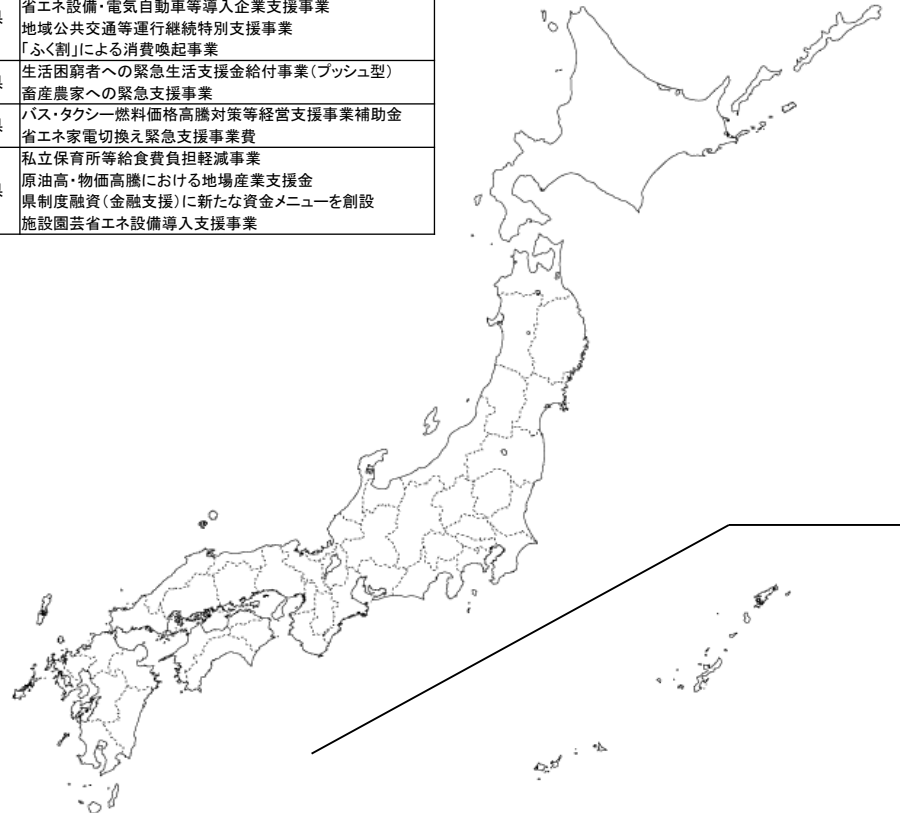 省エネ設備・電気自動車等導入企業支援事業
地域公共交通等運行継続特別支援事業
「ふく割」による消費喚起事業
生活困窮者への緊急生活支援金給付事業（プッシュ型）
畜産農家への緊急支援事業
バス・タクシー燃料価格高騰対策等経営支援事業補助金
省エネ家電切換え緊急支援事業費
私立保育所等給食費負担軽減事業
原油高・物価高騰における地場産業支援金
県制度融資（金融支援）に新たな資金メニューを創設
施設園芸省エネ設備導入支援事業